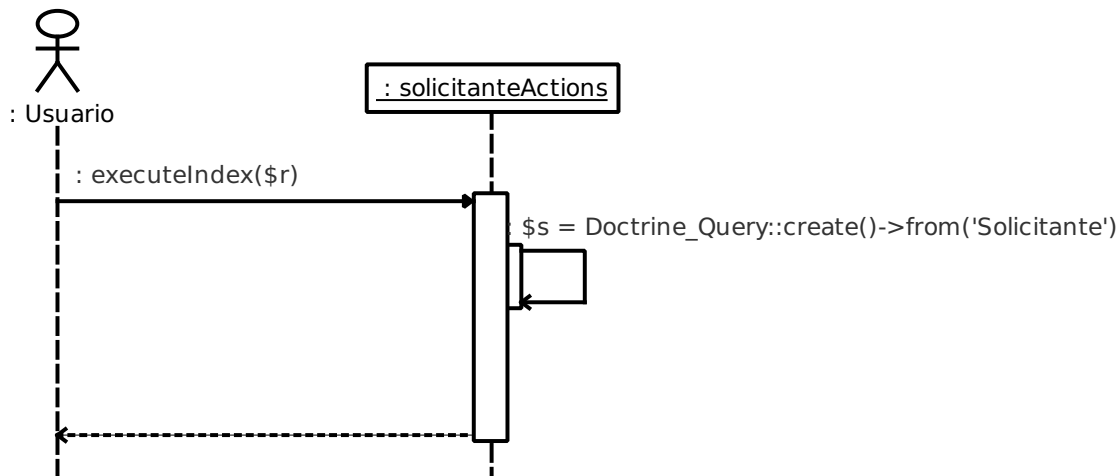 : solicitanteActions
: Usuario
: executeIndex($r)
: $s = Doctrine_Query::create()->from('Solicitante')